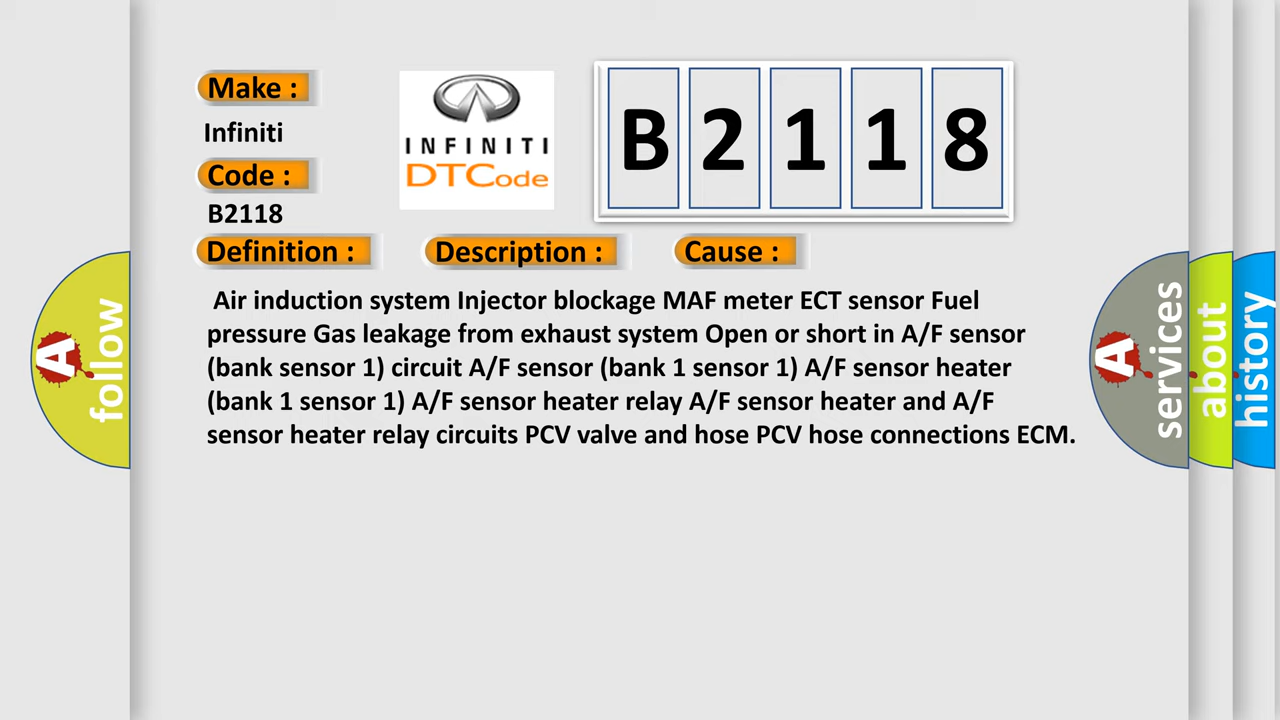 Make :
Infiniti
Code :
B2118
INFINITI
DTCode
B 2 1 1 8
Definition :
Description :
Cause :
Air induction system Injector blockage MAF meter ECT sensor Fuel
pressure Gas leakage from exhaust system Open or short in A/F sensor
(bank sensor 1) circuit A/F sensor (bank 1 sensor 1) A/F sensor heater
(bank 1 sensor 1) A/F sensor heater relay A/F sensor heater and A/F
sensor heater relay circuits PCV valve and hose PCV hose connections ECM.
A follow
A services
about
history